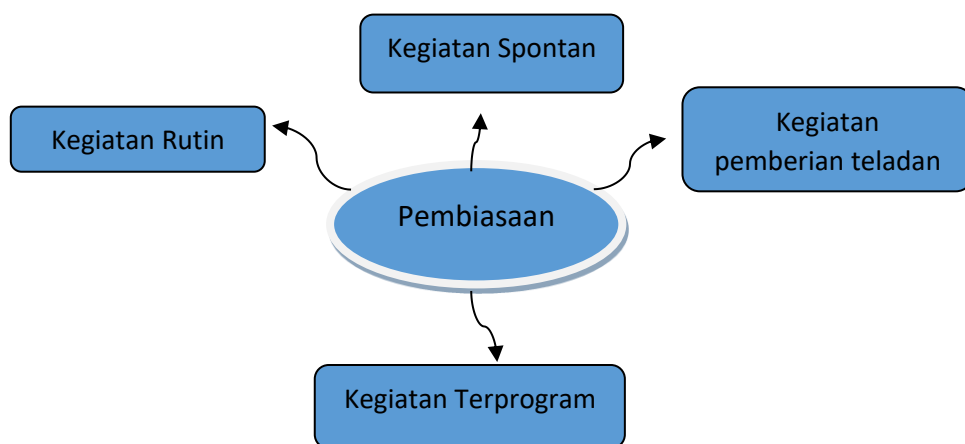 Kegiatan Spontan
Kegiatan Rutin
Kegiatan
pemberian teladan
Pembiasaan
Kegiatan Terprogram